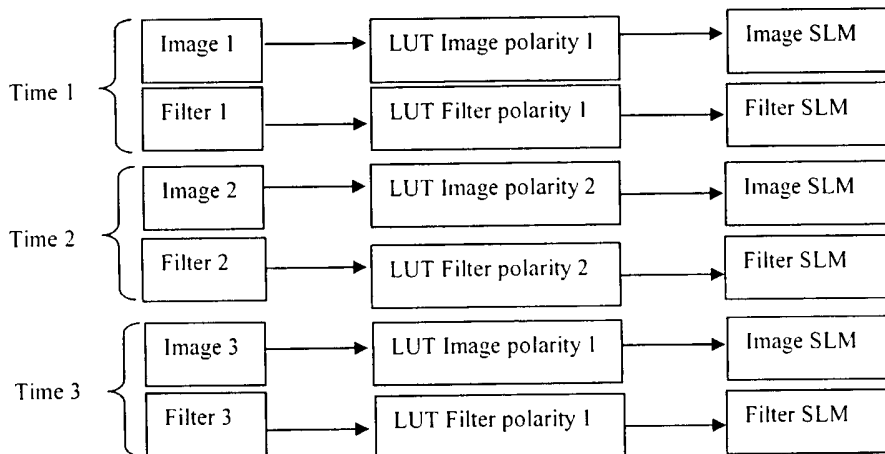 Time 1
Image 1
LUT Image polarity 1
Image SLM
Filter 1
LUT Filter polarity 1
Filter SLM
Time 2
Image 2
LUT Image polarity 2
Image SLM
Filter 2
LUT Filter polarity 2
Filter SLM
Time 3
Image 3
LUT Image polarity 1
Image SLM
Filter 3
LUT Filter polarity 1
Filter SLM